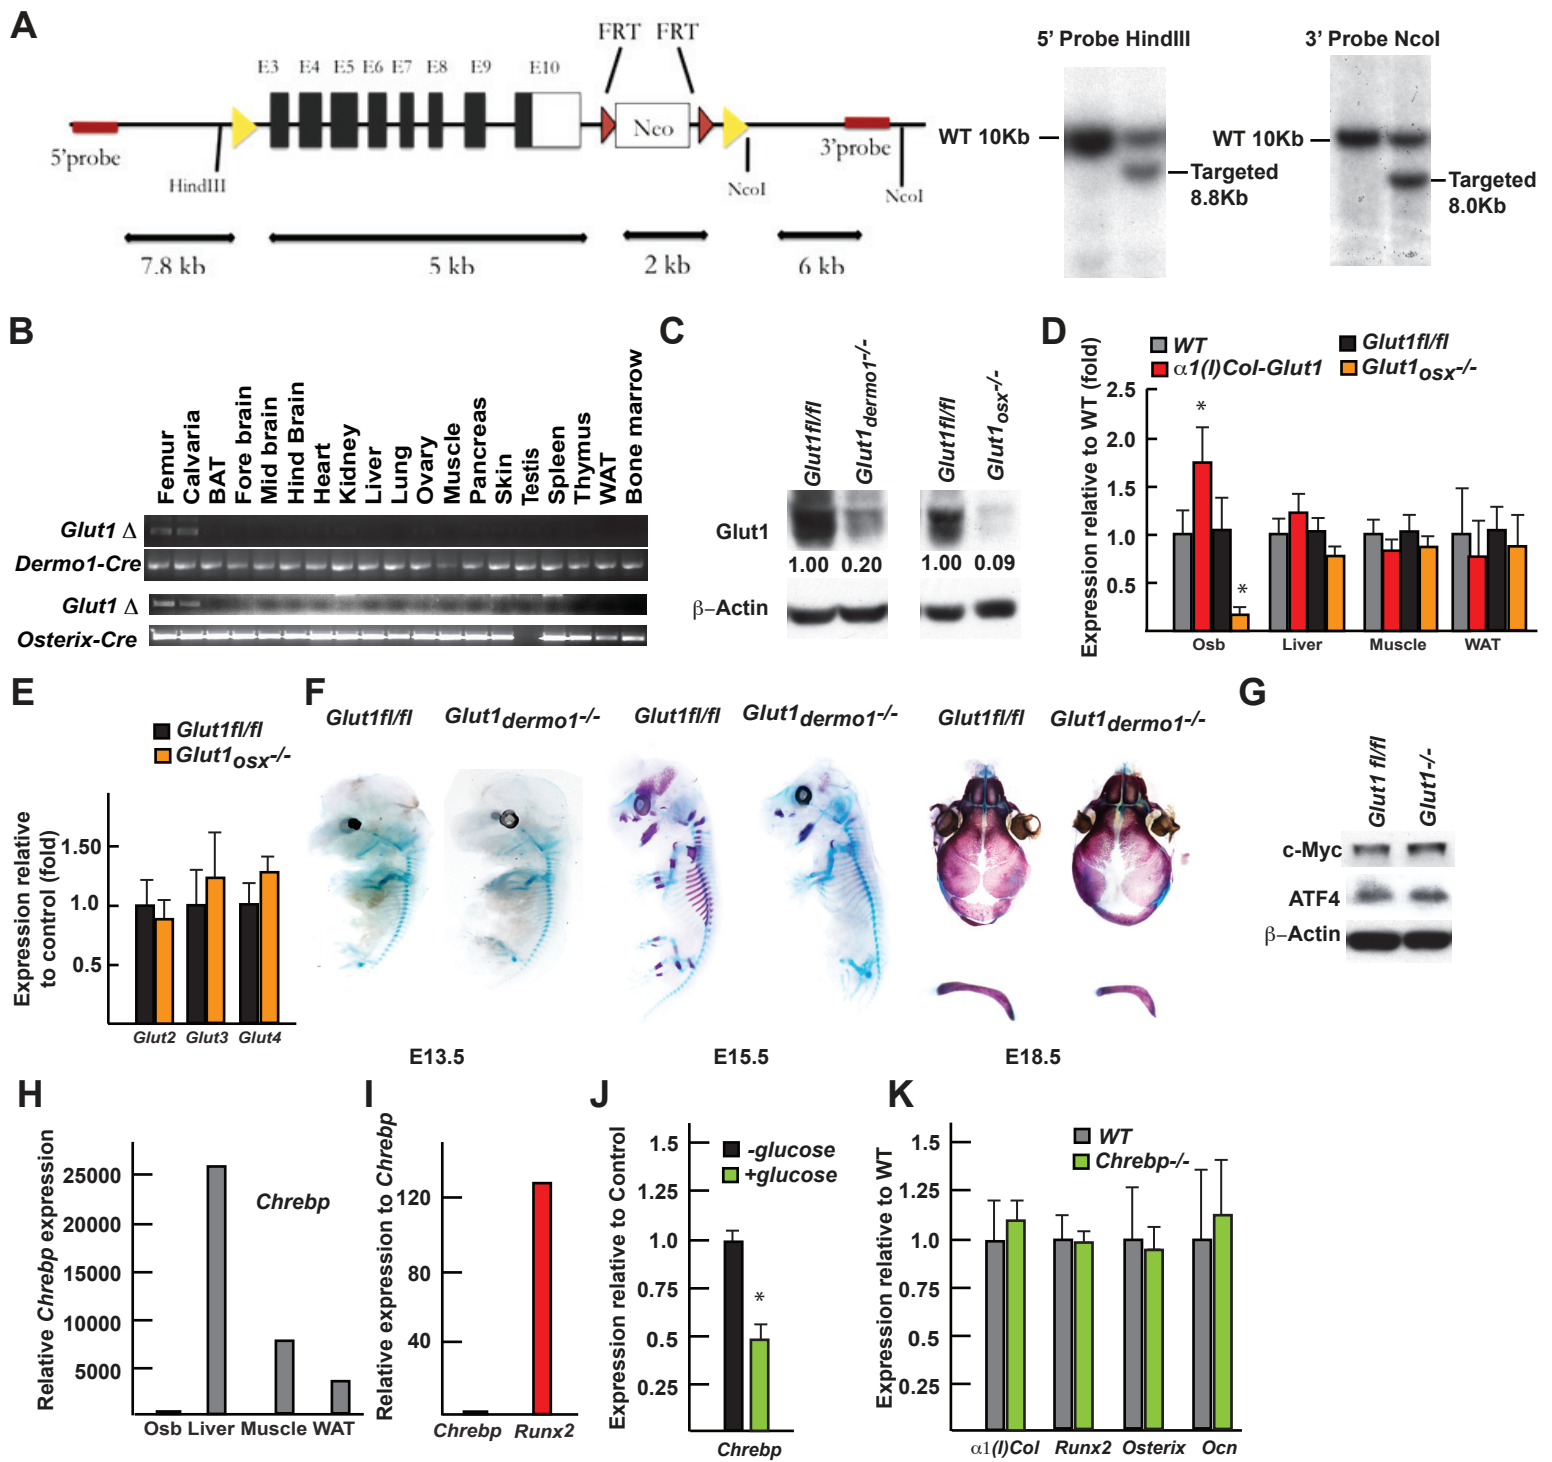 A
FRT FRT
E3 E4 E5 E6 E7 E8 E9 E10
Neo
5'probe
HindIII
3'probe
NcoI
NcoI
7.8 kb
5 kb
2 kb
6 kb
5' Probe HindIII
WT 10Kb
Targeted
8.8Kb
3' Probe NcoI
WT 10Kb
Targeted
8.0Kb
B
Femur
Calvaria
BAT
Fore brain
Mid brain
Hind Brain
Heart
Kidney
Liver
Lung
Ovary
Muscle
Pancreas
Skin
Testis
Spleen
Thymus
WAT
Bone marrow
Glut1 Δ
Dermo1-Cre
Glut1 Δ
Osterix-Cre
C
Glut1fl/fl
Glut1dermo1-/-
Glut1fl/fl
Glut1osx-/-
Glut1
1.00 0.20 1.00 0.09
β–Actin
D
WT
Glut1fl/fl
α1(I)Col-Glut1
Glut1osx-/-
Expression relative to WT (fold)
2.5
2.0
1.5
1.0
0.5
*
*
Osb Liver Muscle WAT
E
Glut1fl/fl
Glut1osx-/-
Expression relative
to control (fold)
1.50
1.0
0.5
Glut2 Glut3 Glut4
F
Glut1fl/fl Glut1dermo1-/- Glut1fl/fl Glut1dermo1-/- Glut1fl/fl Glut1dermo1-/-
E13.5 E15.5 E18.5
G
Glut1 fl/fl
Glut1-/-
c-Myc
ATF4
β–Actin
H
Relative Chrebp expression
25000
20000
15000
10000
5000
Chrebp
Osb Liver Muscle WAT
I
Relative expression to Chrebp
120
80
40
Chrebp Runx2
J
Expression relative to Control
1.5
1.25
1.0
0.75
0.5
0.25
-glucose
+glucose
*
Chrebp
K
Expression relative to WT
1.5
1.25
1.0
0.75
0.5
0.25
WT
Chrebp-/-
α1(I)Col Runx2 Osterix Ocn